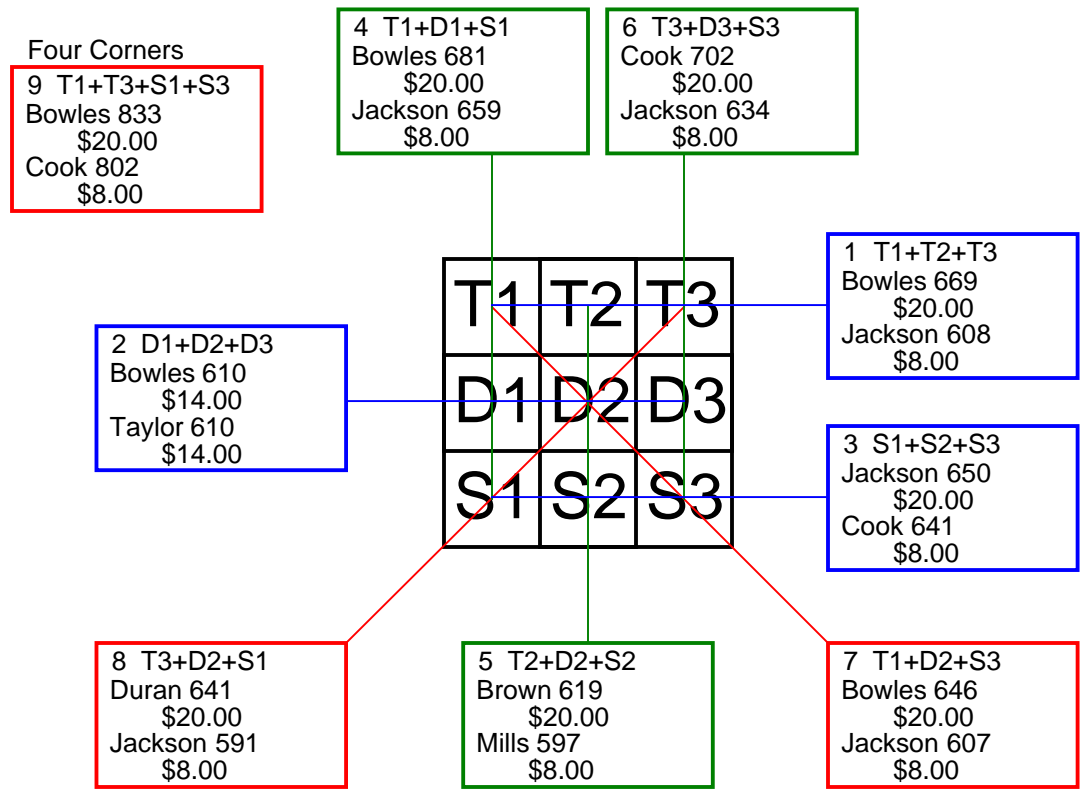 4 T1+D1+S1
Bowles 681
$20.00
Jackson 659
$8.00
6 T3+D3+S3
Cook 702
$20.00
Jackson 634
$8.00
Four Corners
9 T1+T3+S1+S3
Bowles 833
$20.00
Cook 802
$8.00
1 T1+T2+T3
Bowles 669
$20.00
Jackson 608
$8.00
T1 T2 T3
2 D1+D2+D3
Bowles 610
$14.00
Taylor 610
$14.00
D1 D2 D3
3 S1+S2+S3
Jackson 650
$20.00
Cook 641
$8.00
S1 S2 S3
8 T3+D2+S1
Duran 641
$20.00
Jackson 591
$8.00
5 T2+D2+S2
Brown 619
$20.00
Mills 597
$8.00
7 T1+D2+S3
Bowles 646
$20.00
Jackson 607
$8.00